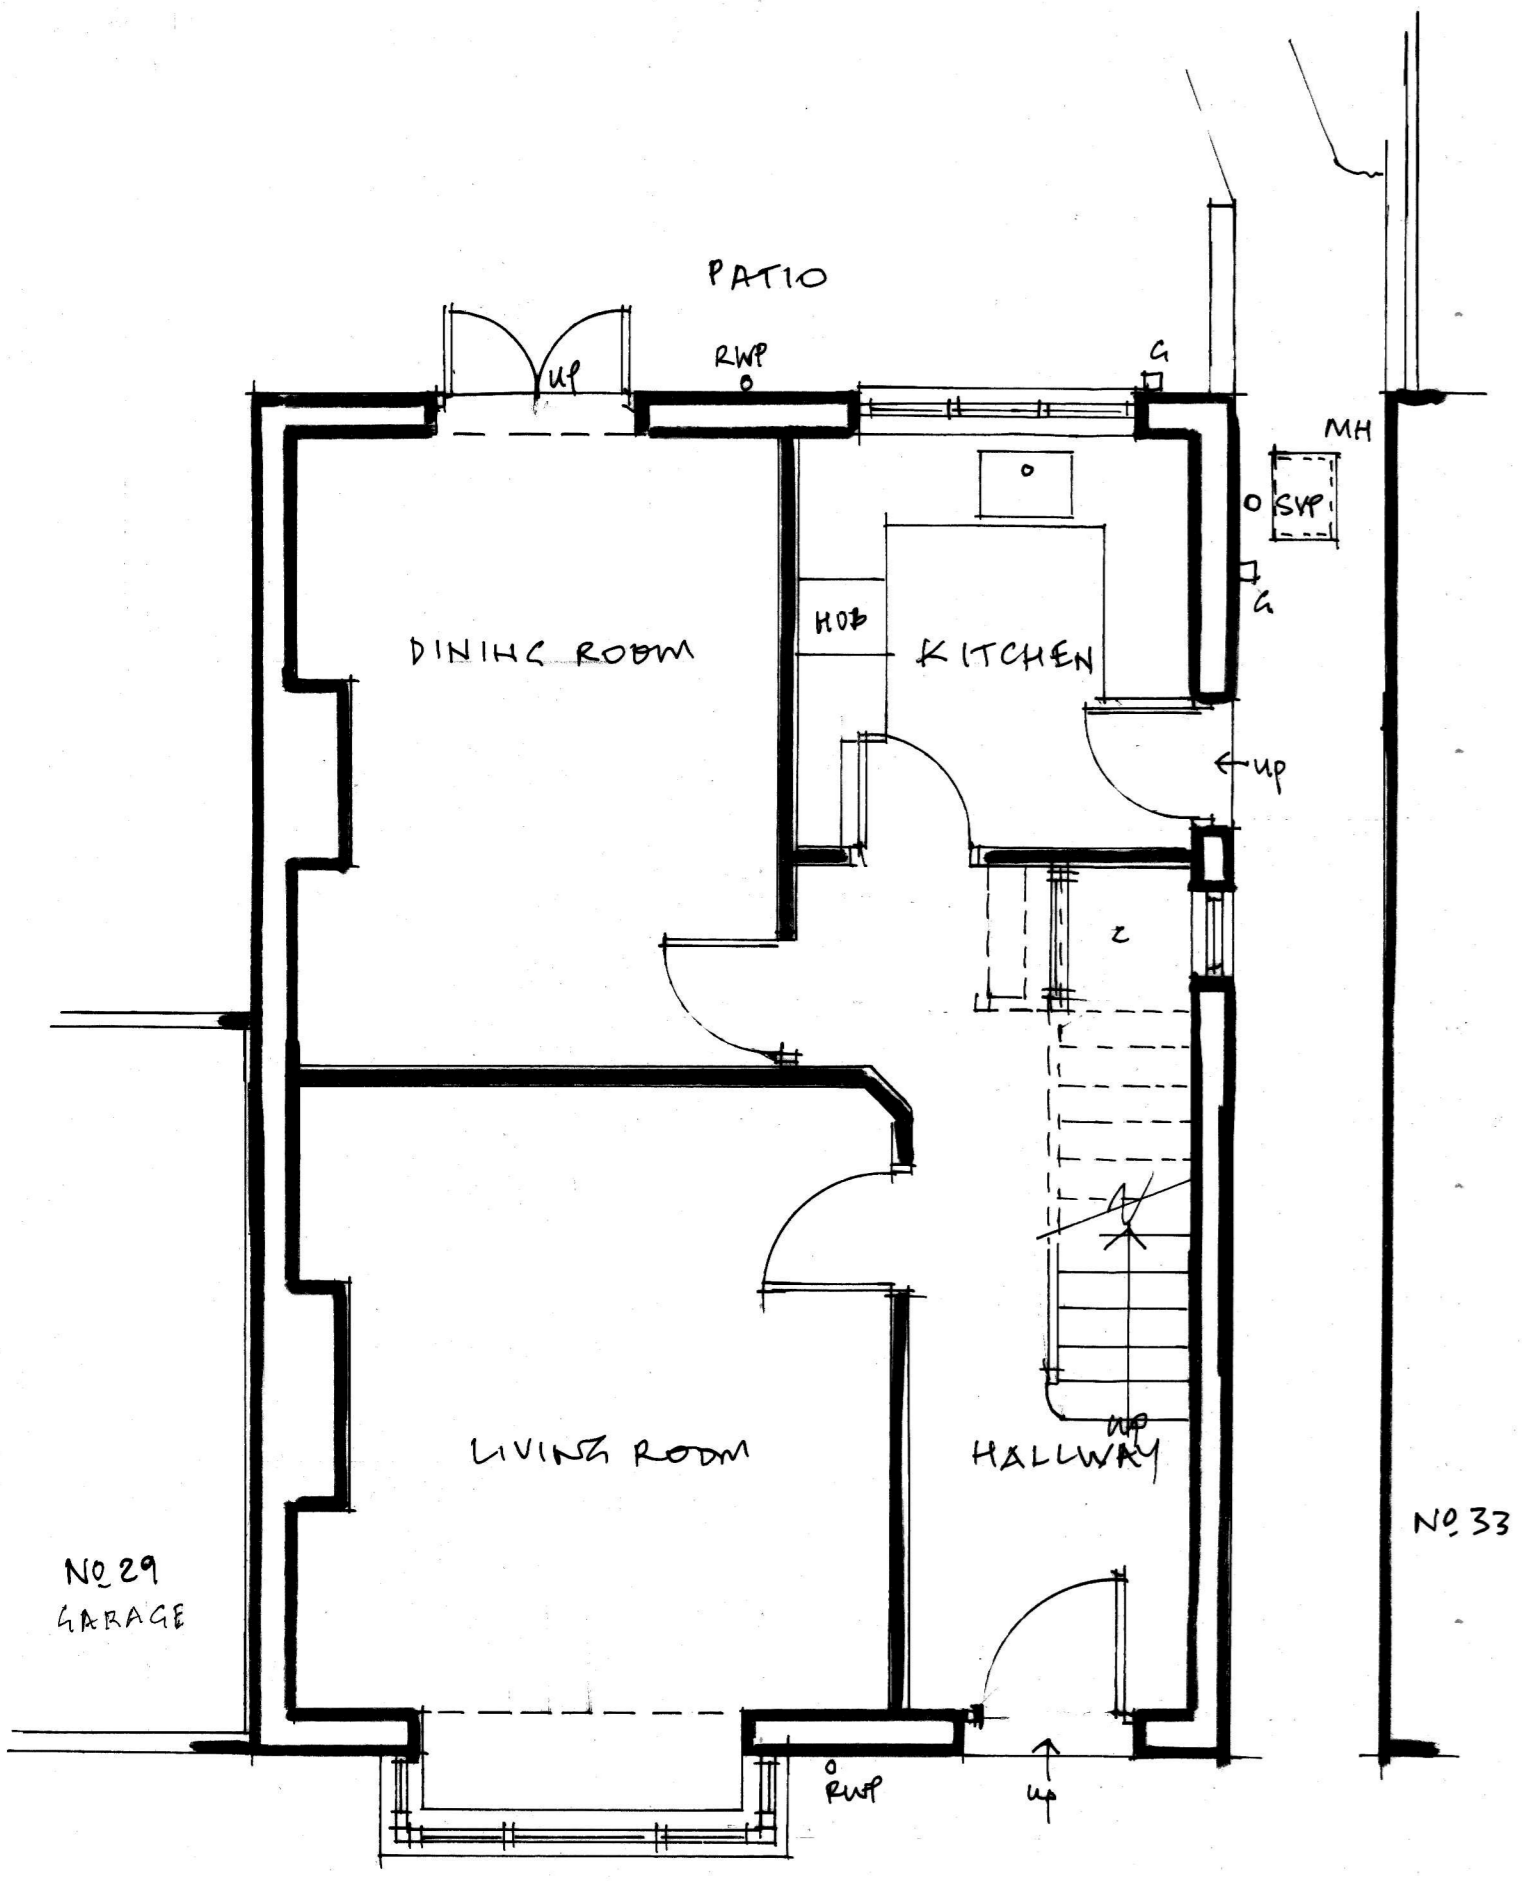 PATIO
RWP
G
UP
MH
SVP
G
HOB
DINING ROOM
KITCHEN
UP
UP
LIVING ROOM
HALLWAY
No 33
No 29
GARAGE
RWP
UP